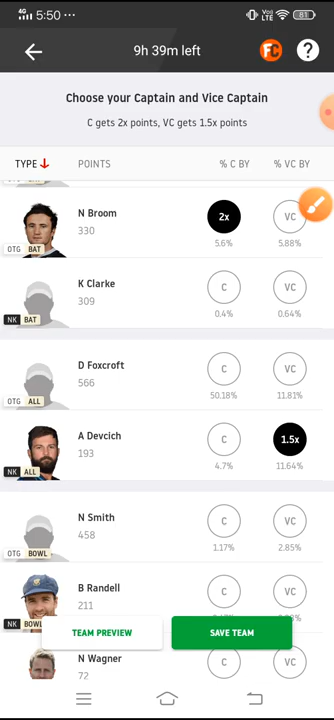 4G 5:50 ••• Vo) LTE 81
9h 39m left FC ?
Choose your Captain and Vice Captain
C gets 2x points, VC gets 1.5x points
TYPE POINTS % C BY % VC BY
N Broom 2x VC
330
OTG BAT 5.6% 5.88%
K Clarke C VC
309
NK BAT 0.4% 0.64%
D Foxcroft C VC
566
OTG ALL 50.18% 11.81%
A Devcich C 1.5x
193
NK ALL 4.7% 11.64%
N Smith C VC
458
OTG BOWL 1.17% 2.85%
B Randell C VC
211
NK BOWL
TEAM PREVIEW SAVE TEAM
N Wagner C VC
72